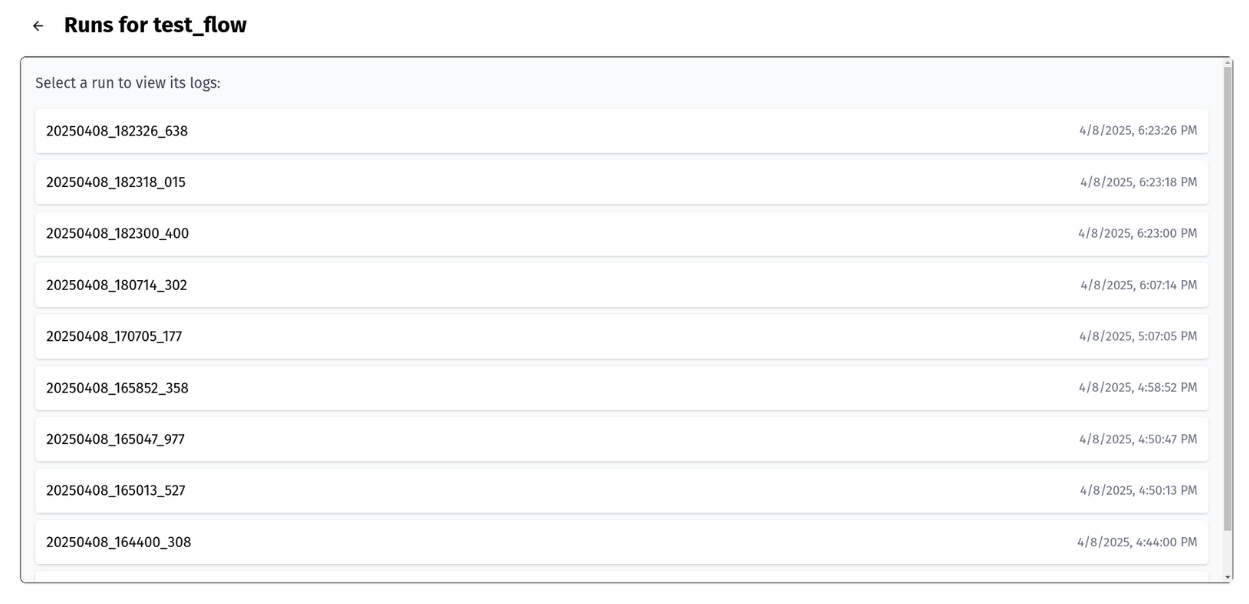 ← Runs for test_flow
Select a run to view its logs:
20250408_182326_638 4/8/2025, 6:23:26 PM
20250408_182318_015 4/8/2025, 6:23:18 PM
20250408_182300_400 4/8/2025, 6:23:00 PM
20250408_180714_302 4/8/2025, 6:07:14 PM
20250408_170705_177 4/8/2025, 5:07:05 PM
20250408_165852_358 4/8/2025, 4:58:52 PM
20250408_165047_977 4/8/2025, 4:50:47 PM
20250408_165013_527 4/8/2025, 4:50:13 PM
20250408_164400_308 4/8/2025, 4:44:00 PM